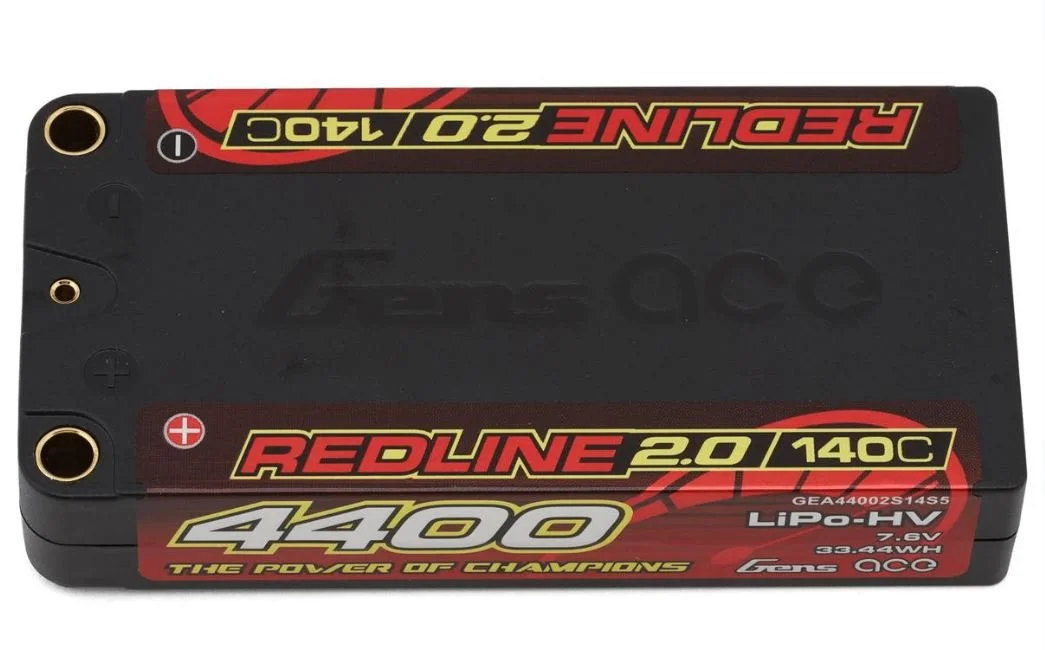 REDLINE 2.0 / 140C
−
−
Gens ace
+
+
REDLINE 2.0 / 140C
4400
GEA44002S14S5
LiPo-HV
7.6V
33.44WH
THE POWER OF CHAMPIONS
Gens ace